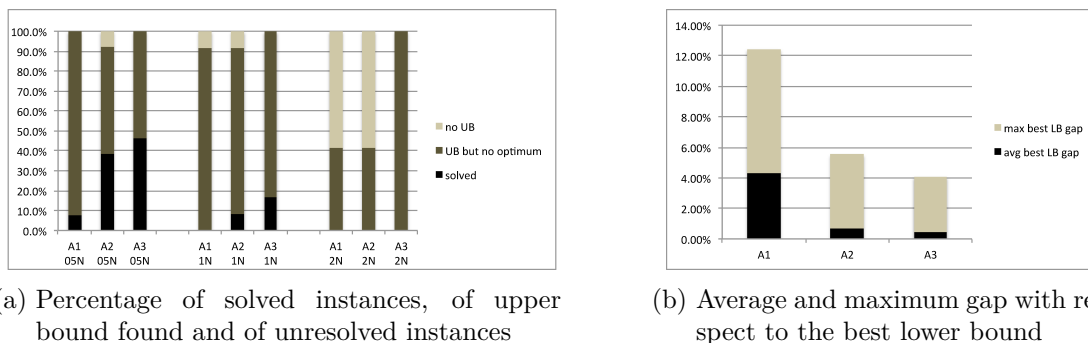 100.0%
90.0%
80.0%
70.0%
60.0%
50.0%
40.0%
30.0%
20.0%
10.0%
0.0%
A1 A2 A3 A1 A2 A3 A1 A2 A3
05N 05N 05N 1N 1N 1N 2N 2N 2N
no UB
UB but no optimum
solved
a) Percentage of solved instances, of upper
bound found and of unresolved instances
14.00%
12.00%
10.00%
8.00%
6.00%
4.00%
2.00%
0.00%
A1 A2 A3
max best LB gap
avg best LB gap
(b) Average and maximum gap with re
spect to the best lower bound